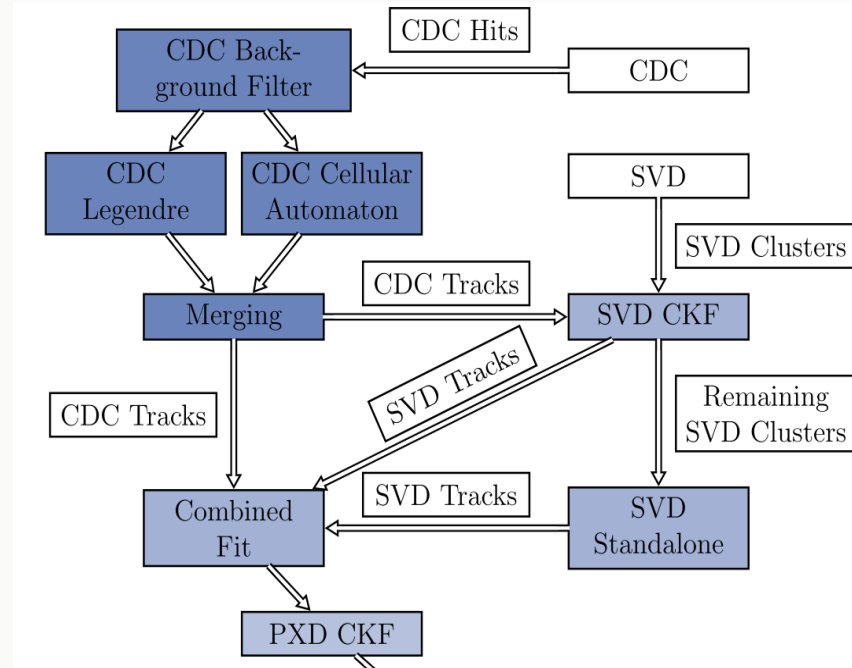 CDC Hits
CDC Back-
ground Filter
CDC
CDC
Legendre
CDC Cellular
Automaton
SVD
SVD Clusters
CDC Tracks
Merging
SVD CKF
SVD Tracks
CDC Tracks
Remaining
SVD Clusters
SVD Tracks
Combined
Fit
SVD
Standalone
PXD CKF